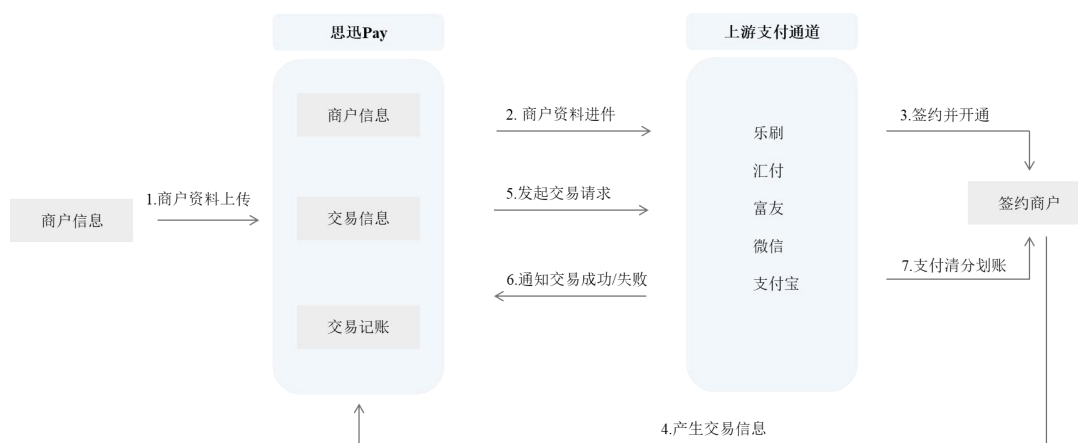 思迅Pay
上游支付通道
商户信息
2. 商户资料进件
3.签约并开通
乐刷
汇付
1.商户资料上传
5.发起交易请求
商户信息
交易信息
富友
签约商户
微信
6.通知交易成功/失败
7.支付清分划账
支付宝
交易记账
4.产生交易信息